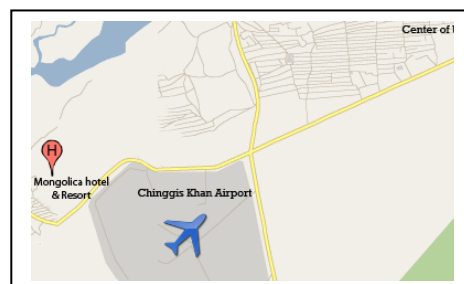 Center of
H
Mongolica hotel
& Resort
Chinggis Khan Airport